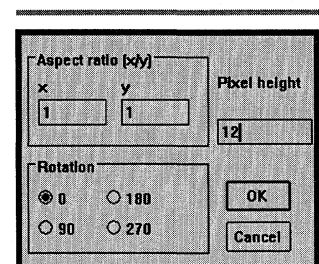 Aspect ratio (x/y)
x y
1 1
Pixel height
12
Rotation
0 180
90 270
OK
Cancel